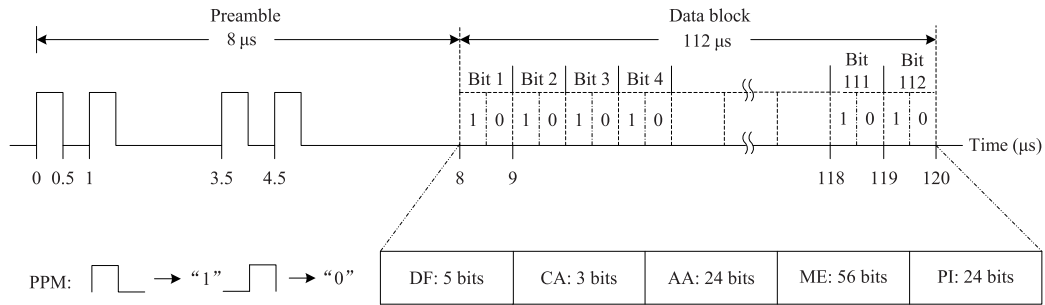 Preamble
8 μs
Data block
112 μs
Bit 1
Bit 2
Bit 3
Bit 4
Bit
111
Bit
112
1 0 1 0 1 0 1 0
1 0 1 0
0 0.5 1
3.5 4.5
8 9
118 119 120
Time (μs)
PPM:
“1”
“0”
DF: 5 bits
CA: 3 bits
AA: 24 bits
ME: 56 bits
PI: 24 bits